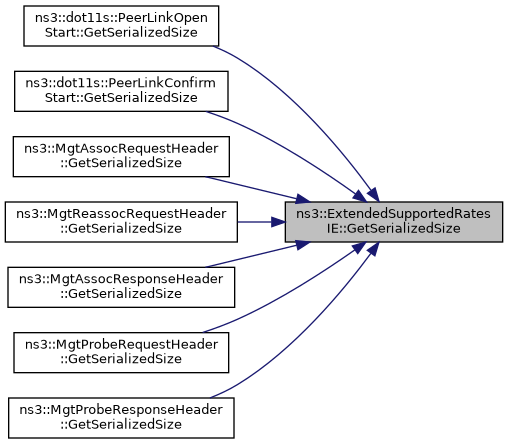 ns3::dot11s::PeerLinkOpen
Start::GetSerializedSize
ns3::dot11s::PeerLinkConfirm
Start::GetSerializedSize
ns3::MgtAssocRequestHeader
::GetSerializedSize
ns3::MgtReassocRequestHeader
::GetSerializedSize
ns3::MgtAssocResponseHeader
::GetSerializedSize
ns3::MgtProbeRequestHeader
::GetSerializedSize
ns3::MgtProbeResponseHeader
::GetSerializedSize
ns3::ExtendedSupportedRates
IE::GetSerializedSize